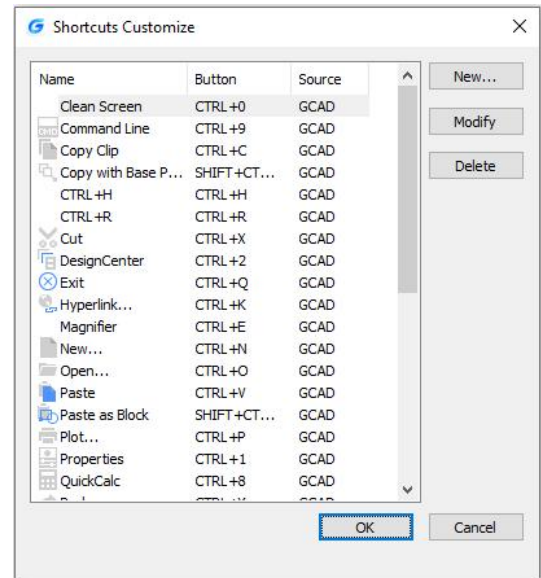 Shortcuts Customize
Name Button Source
Clean Screen CTRL+0 GCAD
Command Line CTRL+9 GCAD
Copy Clip CTRL+C GCAD
Copy with Base P... SHIFT+CT... GCAD
CTRL+H CTRL+H GCAD
CTRL+R CTRL+R GCAD
Cut CTRL+X GCAD
DesignCenter CTRL+2 GCAD
Exit CTRL+Q GCAD
Hyperlink... CTRL+K GCAD
Magnifier CTRL+E GCAD
New... CTRL+N GCAD
Open... CTRL+O GCAD
Paste CTRL+V GCAD
Paste as Block SHIFT+CT... GCAD
Plot... CTRL+P GCAD
Properties CTRL+1 GCAD
QuickCalc CTRL+8 GCAD
New...
Modify
Delete
OK Cancel